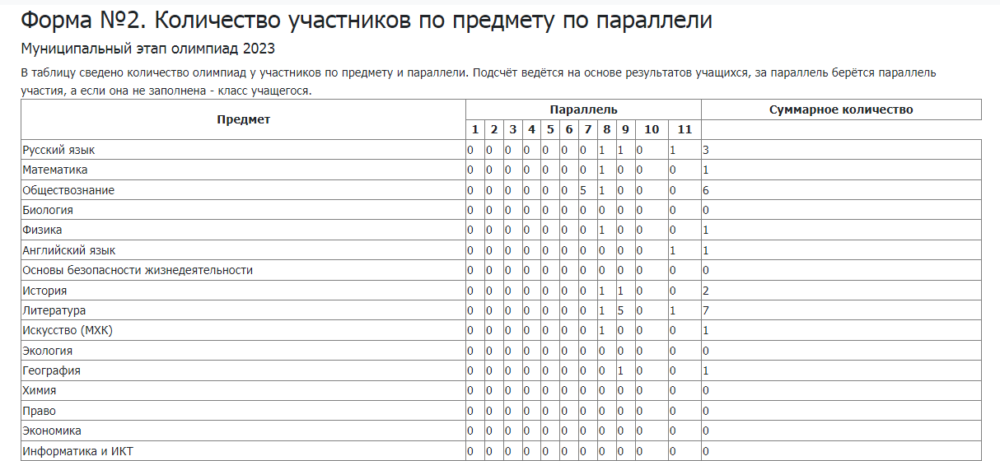 Форма №2. Количество участников по предмету по параллели
Муниципальный этап олимпиад 2023
В таблицу сведено количество олимпиад у участников по предмету и параллели. Подсчёт ведётся на основе результатов учащихся, за параллель берётся параллель
участия, а если она не заполнена - класс учащегося.
Предмет Параллель Суммарное количество
1 2 3 4 5 6 7 8 9 10 11
Русский язык 0 0 0 0 0 0 0 1 1 0 1 3
Математика 0 0 0 0 0 0 0 1 0 0 0 1
Обществознание 0 0 0 0 0 0 5 1 0 0 0 6
Биология 0 0 0 0 0 0 0 0 0 0 0 0
Физика 0 0 0 0 0 0 0 1 0 0 0 1
Английский язык 0 0 0 0 0 0 0 0 0 0 1 1
Основы безопасности жизнедеятельности 0 0 0 0 0 0 0 0 0 0 0 0
История 0 0 0 0 0 0 0 1 1 0 0 2
Литература 0 0 0 0 0 0 0 1 5 0 1 7
Искусство (МХК) 0 0 0 0 0 0 0 1 0 0 0 1
Экология 0 0 0 0 0 0 0 0 0 0 0 0
География 0 0 0 0 0 0 0 0 1 0 0 1
Химия 0 0 0 0 0 0 0 0 0 0 0 0
Право 0 0 0 0 0 0 0 0 0 0 0 0
Экономика 0 0 0 0 0 0 0 0 0 0 0 0
Информатика и ИКТ 0 0 0 0 0 0 0 0 0 0 0 0